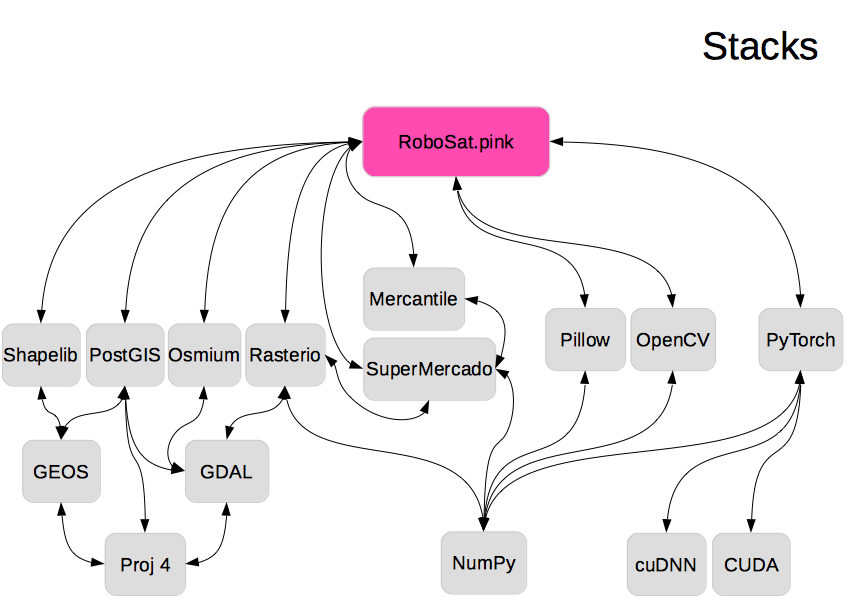 Stacks
RoboSat.pink
Mercantile
Shapelib
PostGIS
Osmium
Rasterio
SuperMercado
Pillow
OpenCV
PyTorch
GEOS
GDAL
Proj 4
NumPy
cuDNN
CUDA